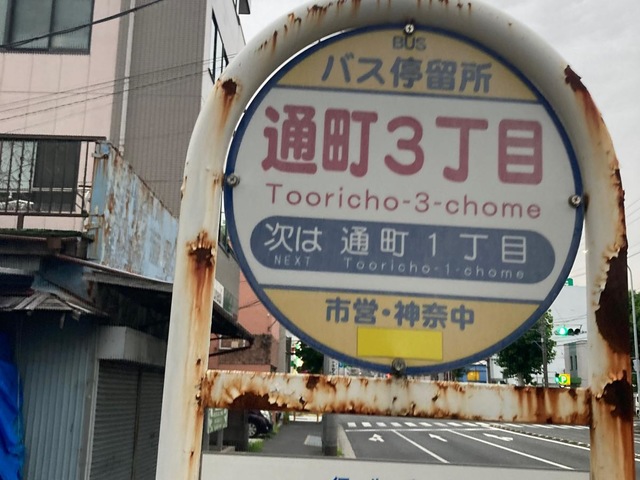 BUS
バス停留所
通町3丁目
Tooricho-3-chome
次は 通町1丁目
NEXT Tooricho-1-chome
市営・神奈中